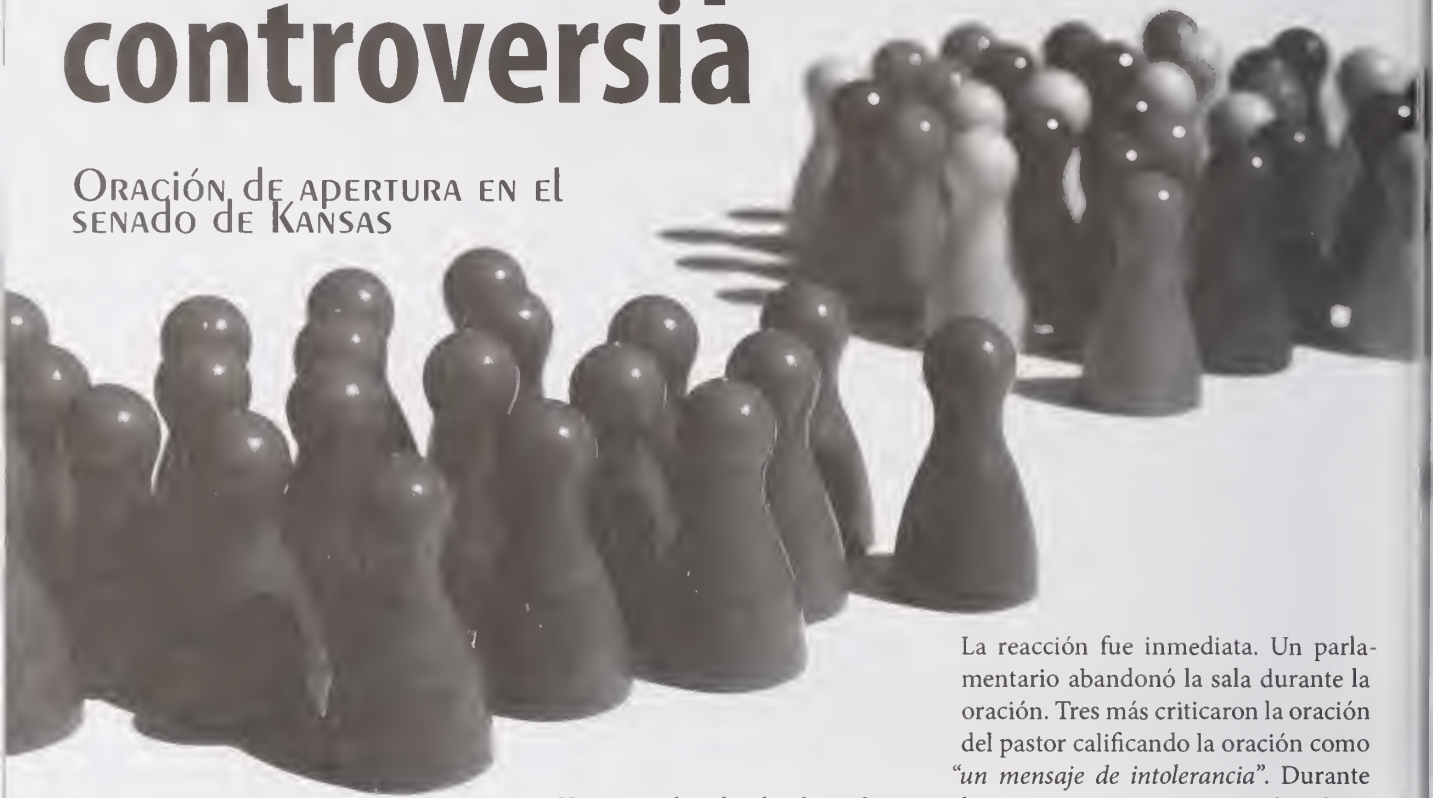 controversia
Oración de apertura en el
senado de Kansas
La reacción fue inmediata. Un parla-
mentario abandonó la sala durante la
oración. Tres más criticaron la oración
del pastor calificando la oración como
“un mensaje de intolerancia”. Durante